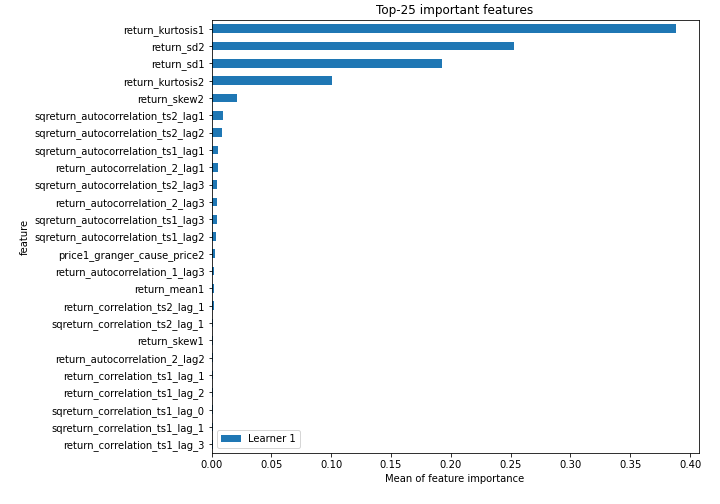 Top-25 important features
return_kurtosis1
return_sd2
return_sd1
return_kurtosis2
return_skew2
sqreturn_autocorrelation_ts2_lag1
sqreturn_autocorrelation_ts2_lag2
sqreturn_autocorrelation_ts1_lag1
return_autocorrelation_2_lag1
sqreturn_autocorrelation_ts2_lag3
return_autocorrelation_2_lag3
sqreturn_autocorrelation_ts1_lag3
sqreturn_autocorrelation_ts1_lag2
price1_granger_cause_price2
return_autocorrelation_1_lag3
return_mean1
return_correlation_ts2_lag_1
sqreturn_correlation_ts2_lag_1
return_skew1
return_autocorrelation_2_lag2
return_correlation_ts1_lag_1
return_correlation_ts1_lag_2
sqreturn_correlation_ts1_lag_0
sqreturn_correlation_ts1_lag_1
return_correlation_ts1_lag_3
feature
Learner 1
0.00 0.05 0.10 0.15 0.20 0.25 0.30 0.35 0.40
Mean of feature importance